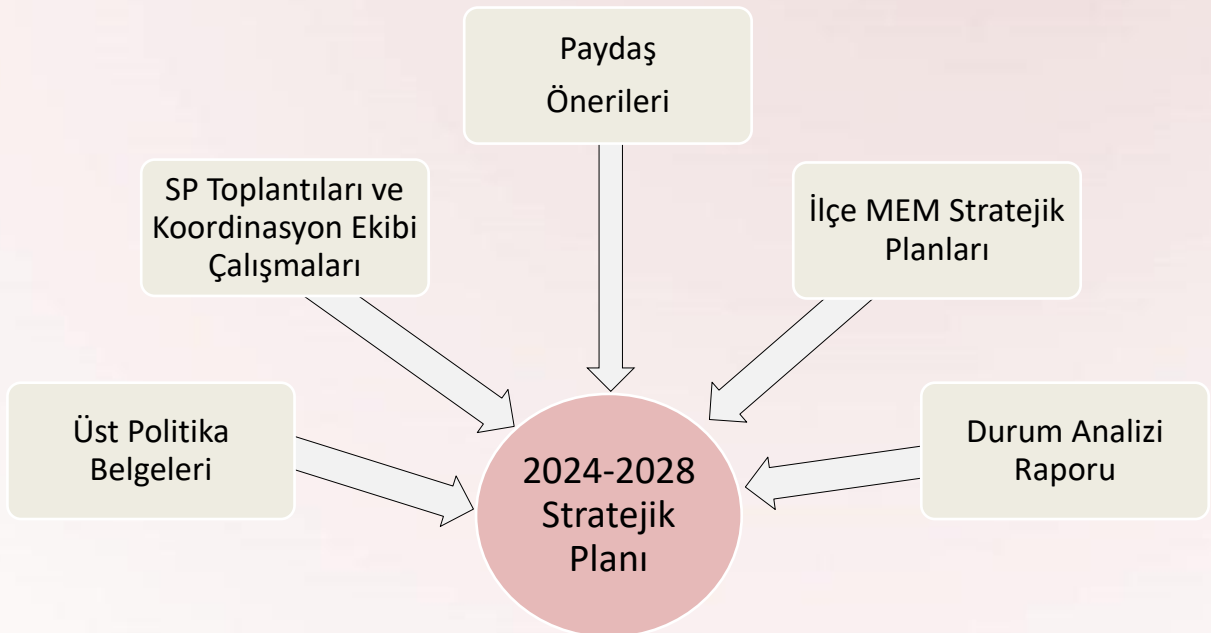 Paydaş
Önerileri
SP Toplantıları ve
Koordinasyon Ekibi
Çalışmaları
İlçe MEM Stratejik
Planları
Üst Politika
Belgeleri
Durum Analizi
Raporu
2024-2028
Stratejik
Planı